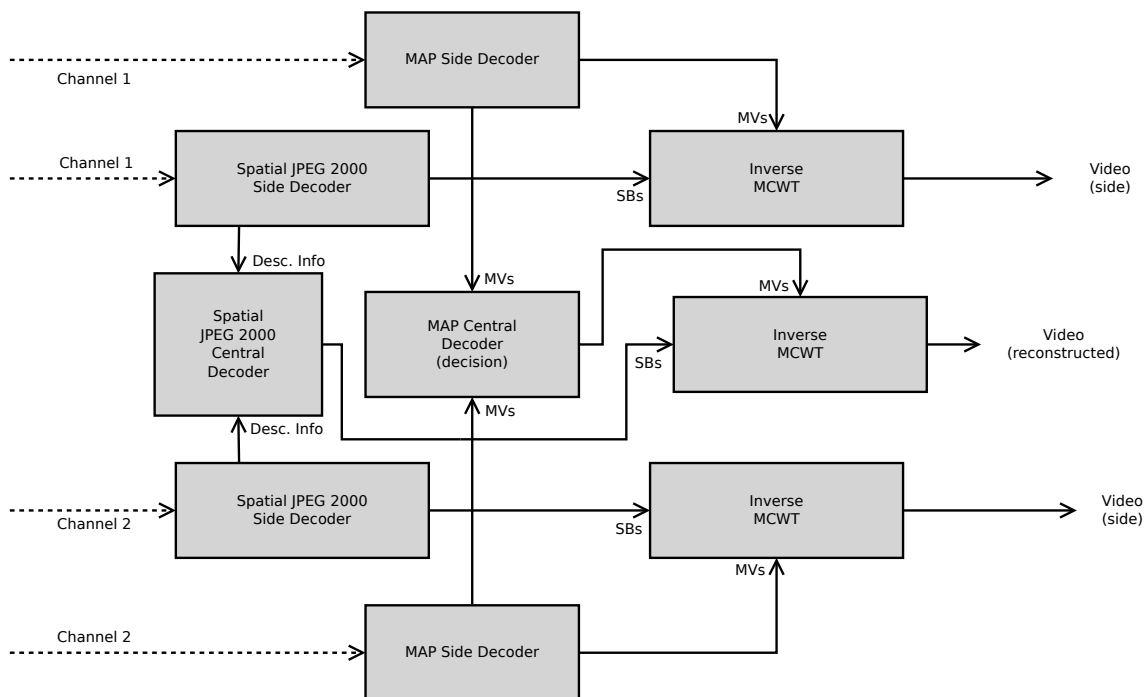 MAP Side Decoder
Channel 1
MVs
Channel 1
Spatial JPEG 2000
Side Decoder
SBs
Inverse
MCWT
Video
(side)
Desc. Info
MVs
MVs
Spatial
JPEG 2000
Central
Decoder
MAP Central
Decoder
(decision)
SBs
Inverse
MCWT
Video
(reconstructed)
Desc. Info
MVs
Channel 2
Spatial JPEG 2000
Side Decoder
SBs
Inverse
MCWT
Video
(side)
MVs
Channel 2
MAP Side Decoder